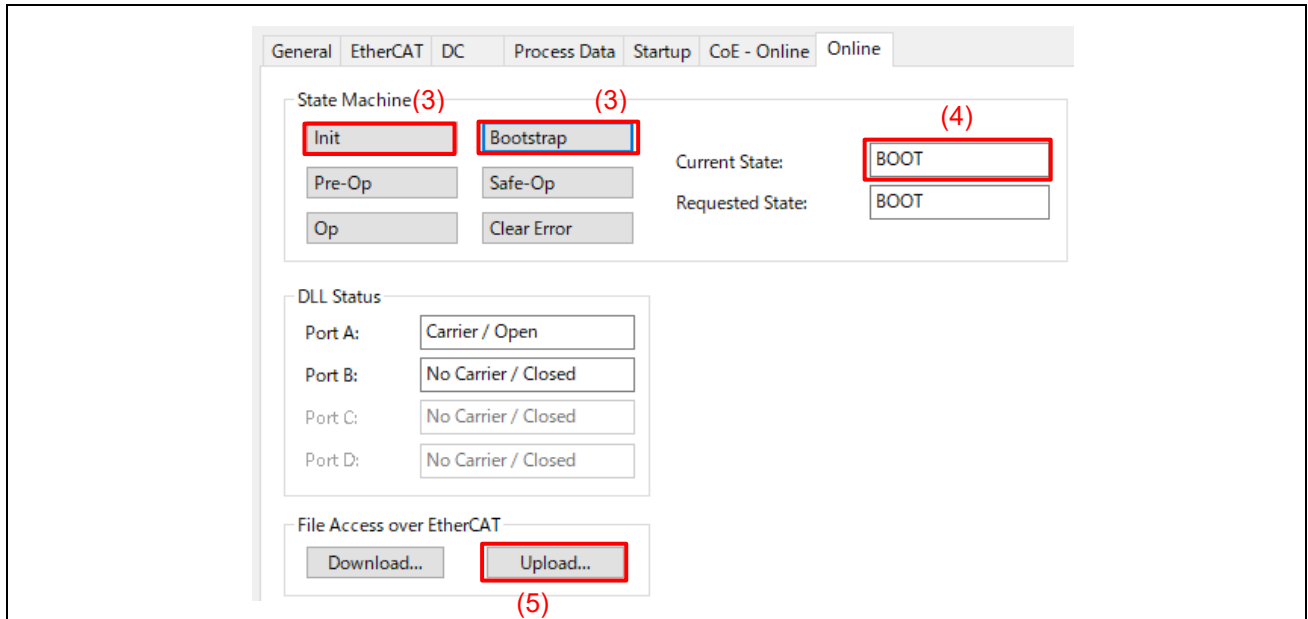 General EtherCAT DC Process Data Startup CoE - Online Online
State Machine (3) (3)
(4)
Init Bootstrap
Current State: BOOT
Pre-Op Safe-Op
Requested State: BOOT
Op Clear Error
DLL Status
Port A: Carrier / Open
Port B: No Carrier / Closed
Port C: No Carrier / Closed
Port D: No Carrier / Closed
File Access over EtherCAT
Download... Upload...
(5)